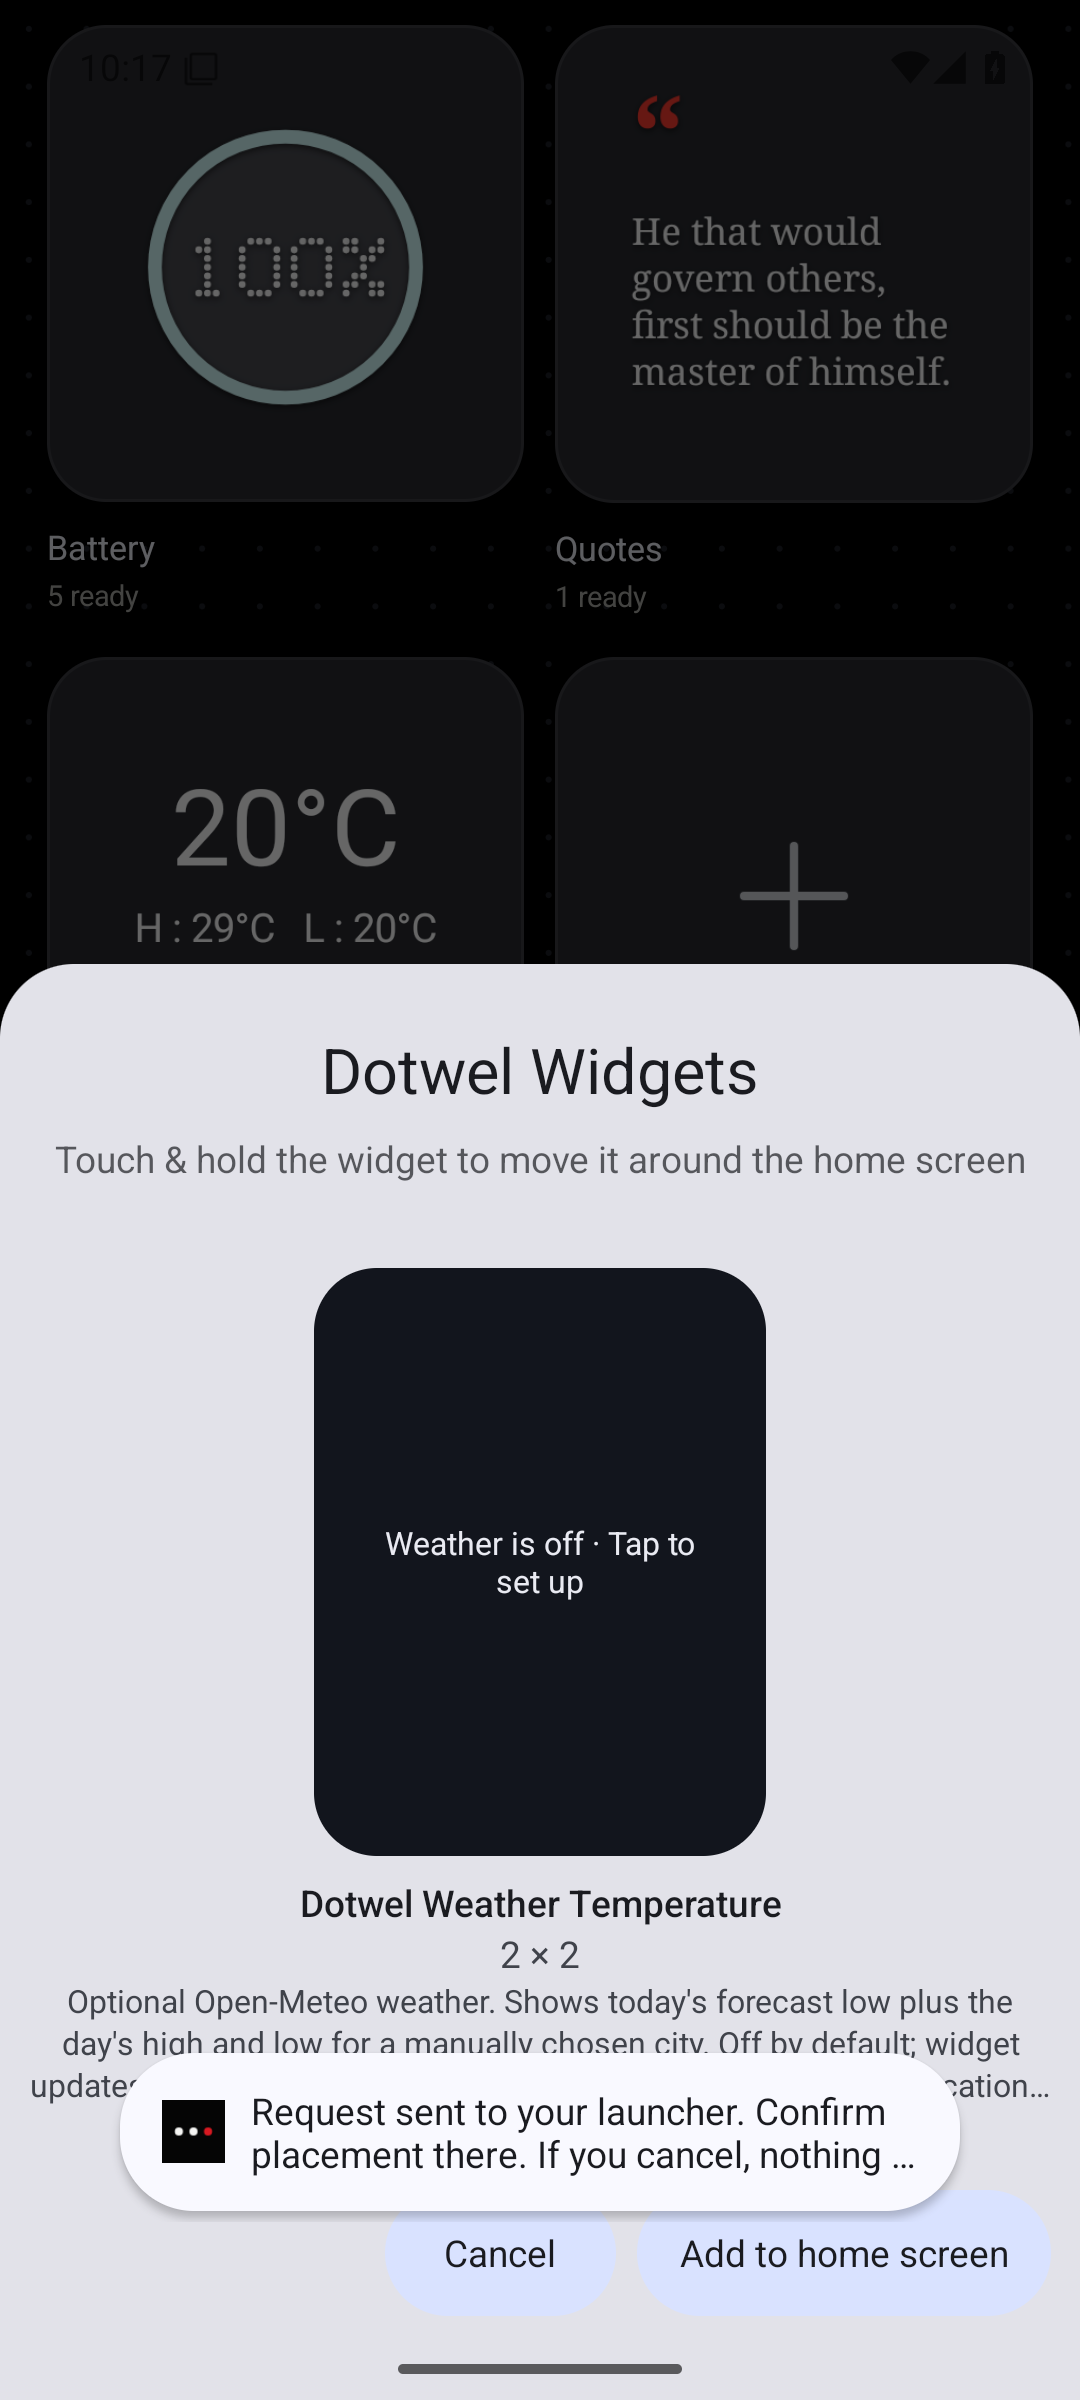 10:17
“
100%
He that would
govern others,
first should be the
master of himself.
Battery
5 ready
Quotes
1 ready
20°C
H : 29°C L : 20°C
Dotwel Widgets
Touch & hold the widget to move it around the home screen
Weather is off · Tap to
set up
Dotwel Weather Temperature
2 × 2
Optional Open-Meteo weather. Shows today's forecast low plus the
day's high and low for a manually chosen city. Off by default; widget
Request sent to your launcher. Confirm
placement there. If you cancel, nothing …
Cancel
Add to home screen